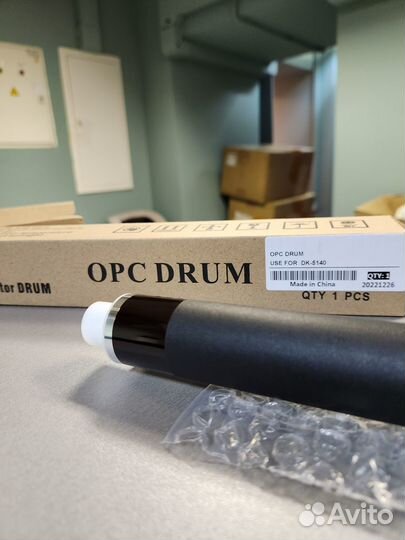 OPC DRUM
tor DRUM
OPC DRUM
USE FOR DK-5140
QTY:1
Made in China 20221226
QTY 1 PCS
Avito